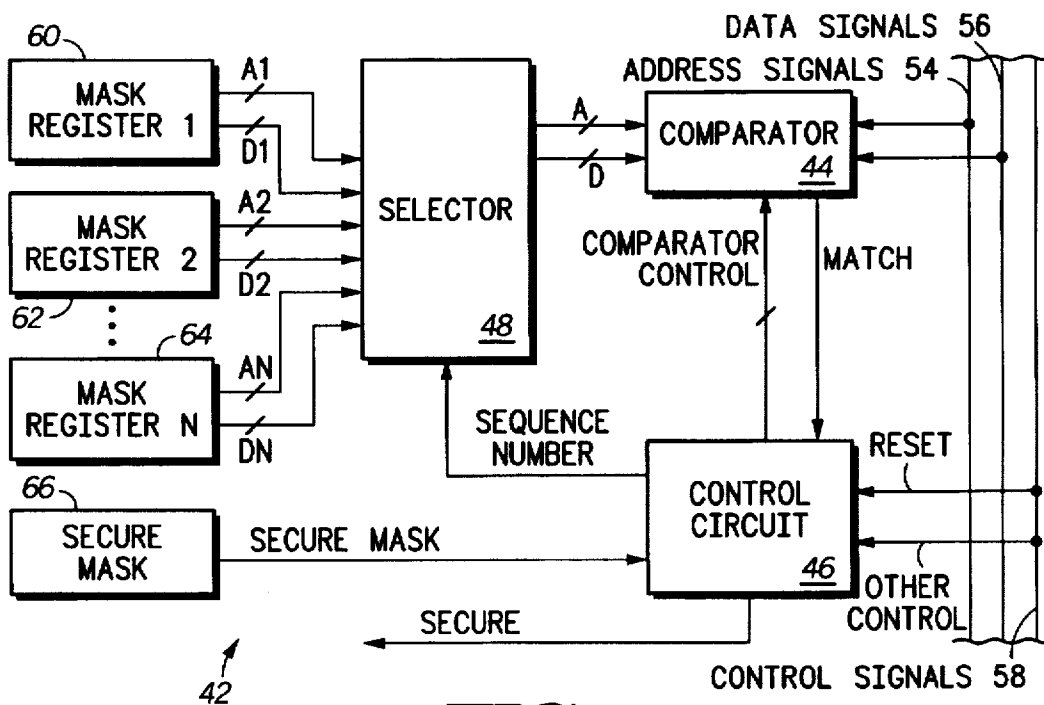 DATA SIGNALS 56
ADDRESS SIGNALS 54
60
MASK
REGISTER 1
A1
D1
MASK
REGISTER 2
A2
D2
62
64
MASK
REGISTER N
AN
DN
SELECTOR
48
A
D
COMPARATOR
44
COMPARATOR
CONTROL
MATCH
SEQUENCE
NUMBER
66
SECURE
MASK
SECURE MASK
CONTROL
CIRCUIT
46
RESET
OTHER
CONTROL
SECURE
42
CONTROL SIGNALS 58